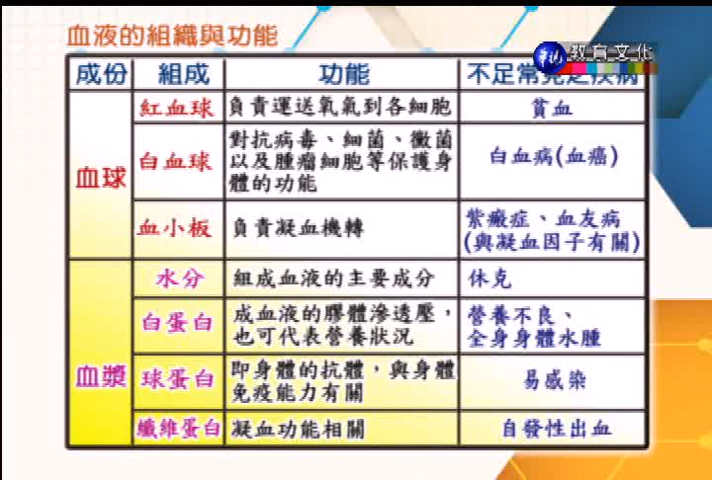 血液的組織與功能
華視 教育文化
成份 組成 功能 不足常見之疾病
血球
紅血球 負責運送氧氣到各細胞 貧血
白血球
對抗病毒、細菌、黴菌
以及腫瘤細胞等保護身
體的功能
白血病(血癌)
血小板 負責凝血機轉
紫癜症、血友病
(與凝血因子有關)
血漿
水分 組成血液的主要成分 休克
白蛋白
成血液的膠體滲透壓，
也可代表營養狀況
營養不良、
全身身體水腫
球蛋白
即身體的抗體，與身體
免疫能力有關
易感染
纖維蛋白 凝血功能相關 自發性出血